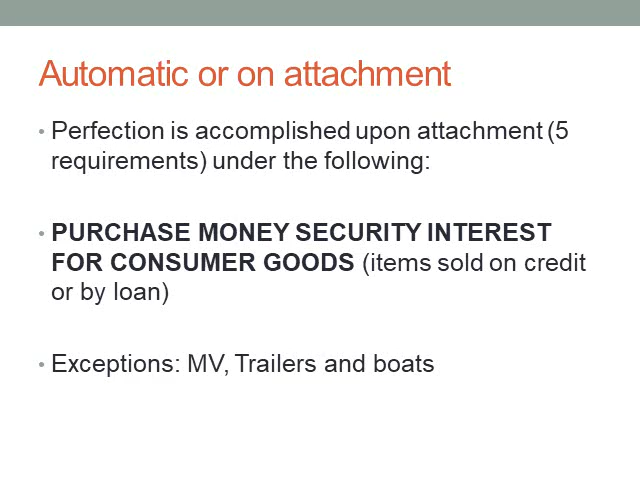 Automatic or on attachment
• Perfection is accomplished upon attachment (5
requirements) under the following:
• PURCHASE MONEY SECURITY INTEREST
FOR CONSUMER GOODS (items sold on credit
or by loan)
• Exceptions: MV, Trailers and boats